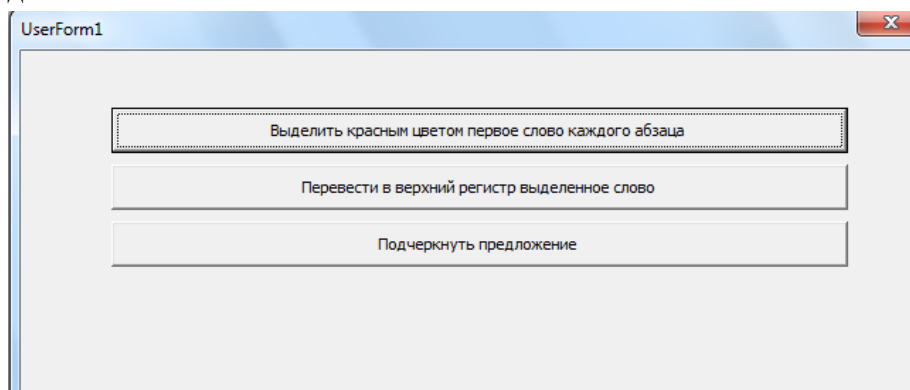 UserForm1
Выделить красным цветом первое слово каждого абзаца
Перевести в верхний регистр выделенное слово
Подчеркнуть предложение